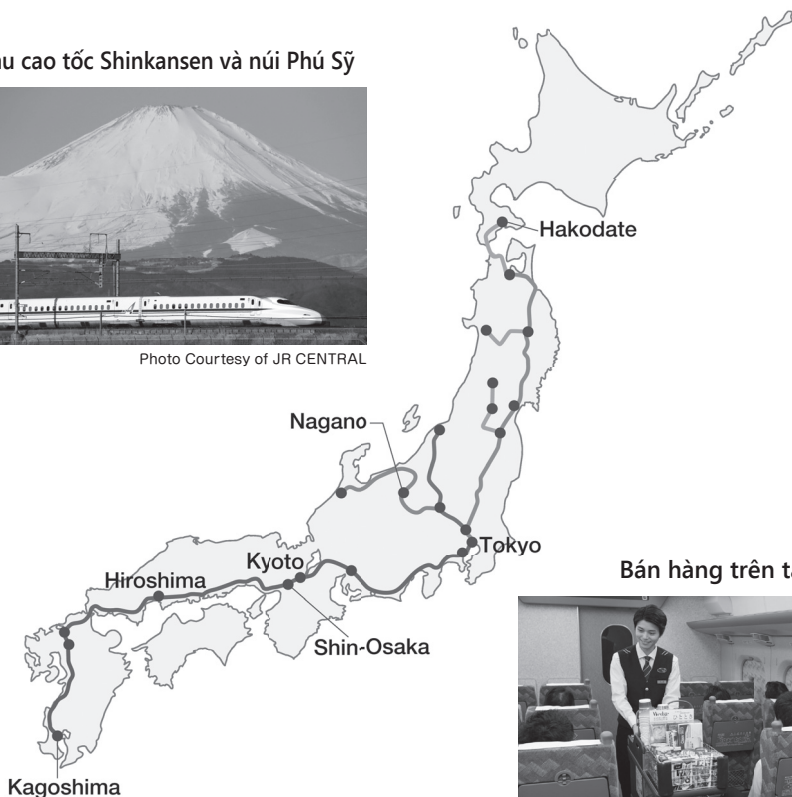 cao tốc Shinkansen và núi Phú Sỹ
Photo Courtesy of JR CENTRAL
Hakodate
Nagano
Tokyo
Kyoto
Hiroshima
Shin-Osaka
Kagoshima
Bán hàng trên